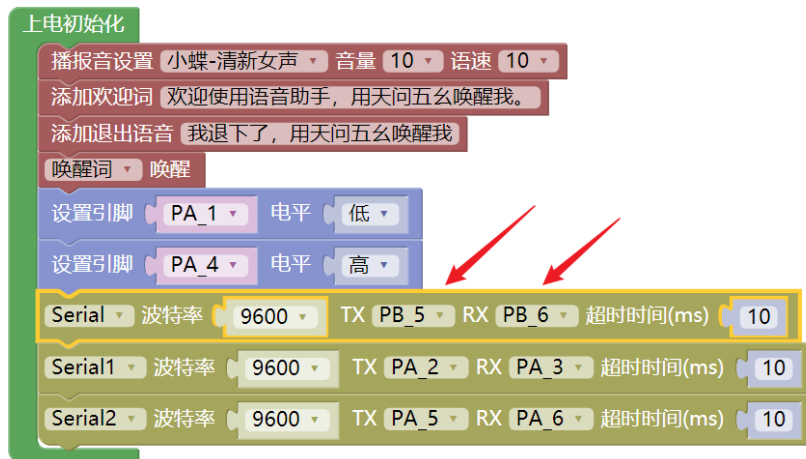 上电初始化
播报音设置 小蝶-清新女声 音量 10 语速 10
添加欢迎词 欢迎使用语音助手，用天问五幺唤醒我。
添加退出语音 我退下了，用天问五幺唤醒我
唤醒词 唤醒
设置引脚 PA_1 电平 低
设置引脚 PA_4 电平 高
Serial 波特率 9600 TX PB_5 RX PB_6 超时时间(ms) 10
Serial1 波特率 9600 TX PA_2 RX PA_3 超时时间(ms) 10
Serial2 波特率 9600 TX PA_5 RX PA_6 超时时间(ms) 10